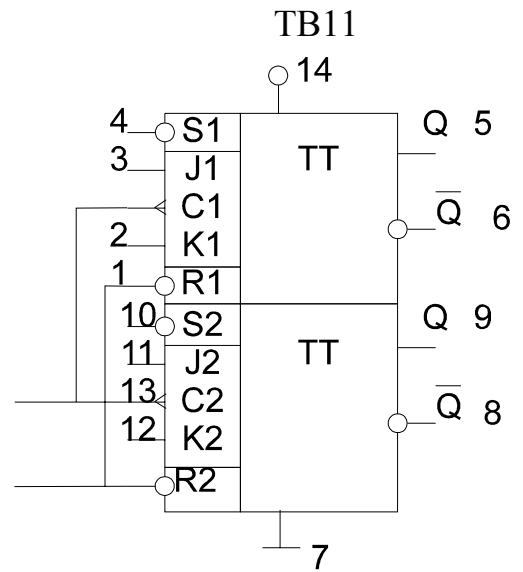 TB11
14
4 S1 Q 5
3 J1 TT
C1
2 K1 Q̅ 6
1 R1
10 S2 Q 9
11 J2 TT
13 C2
12 K2 Q̅ 8
R2
7